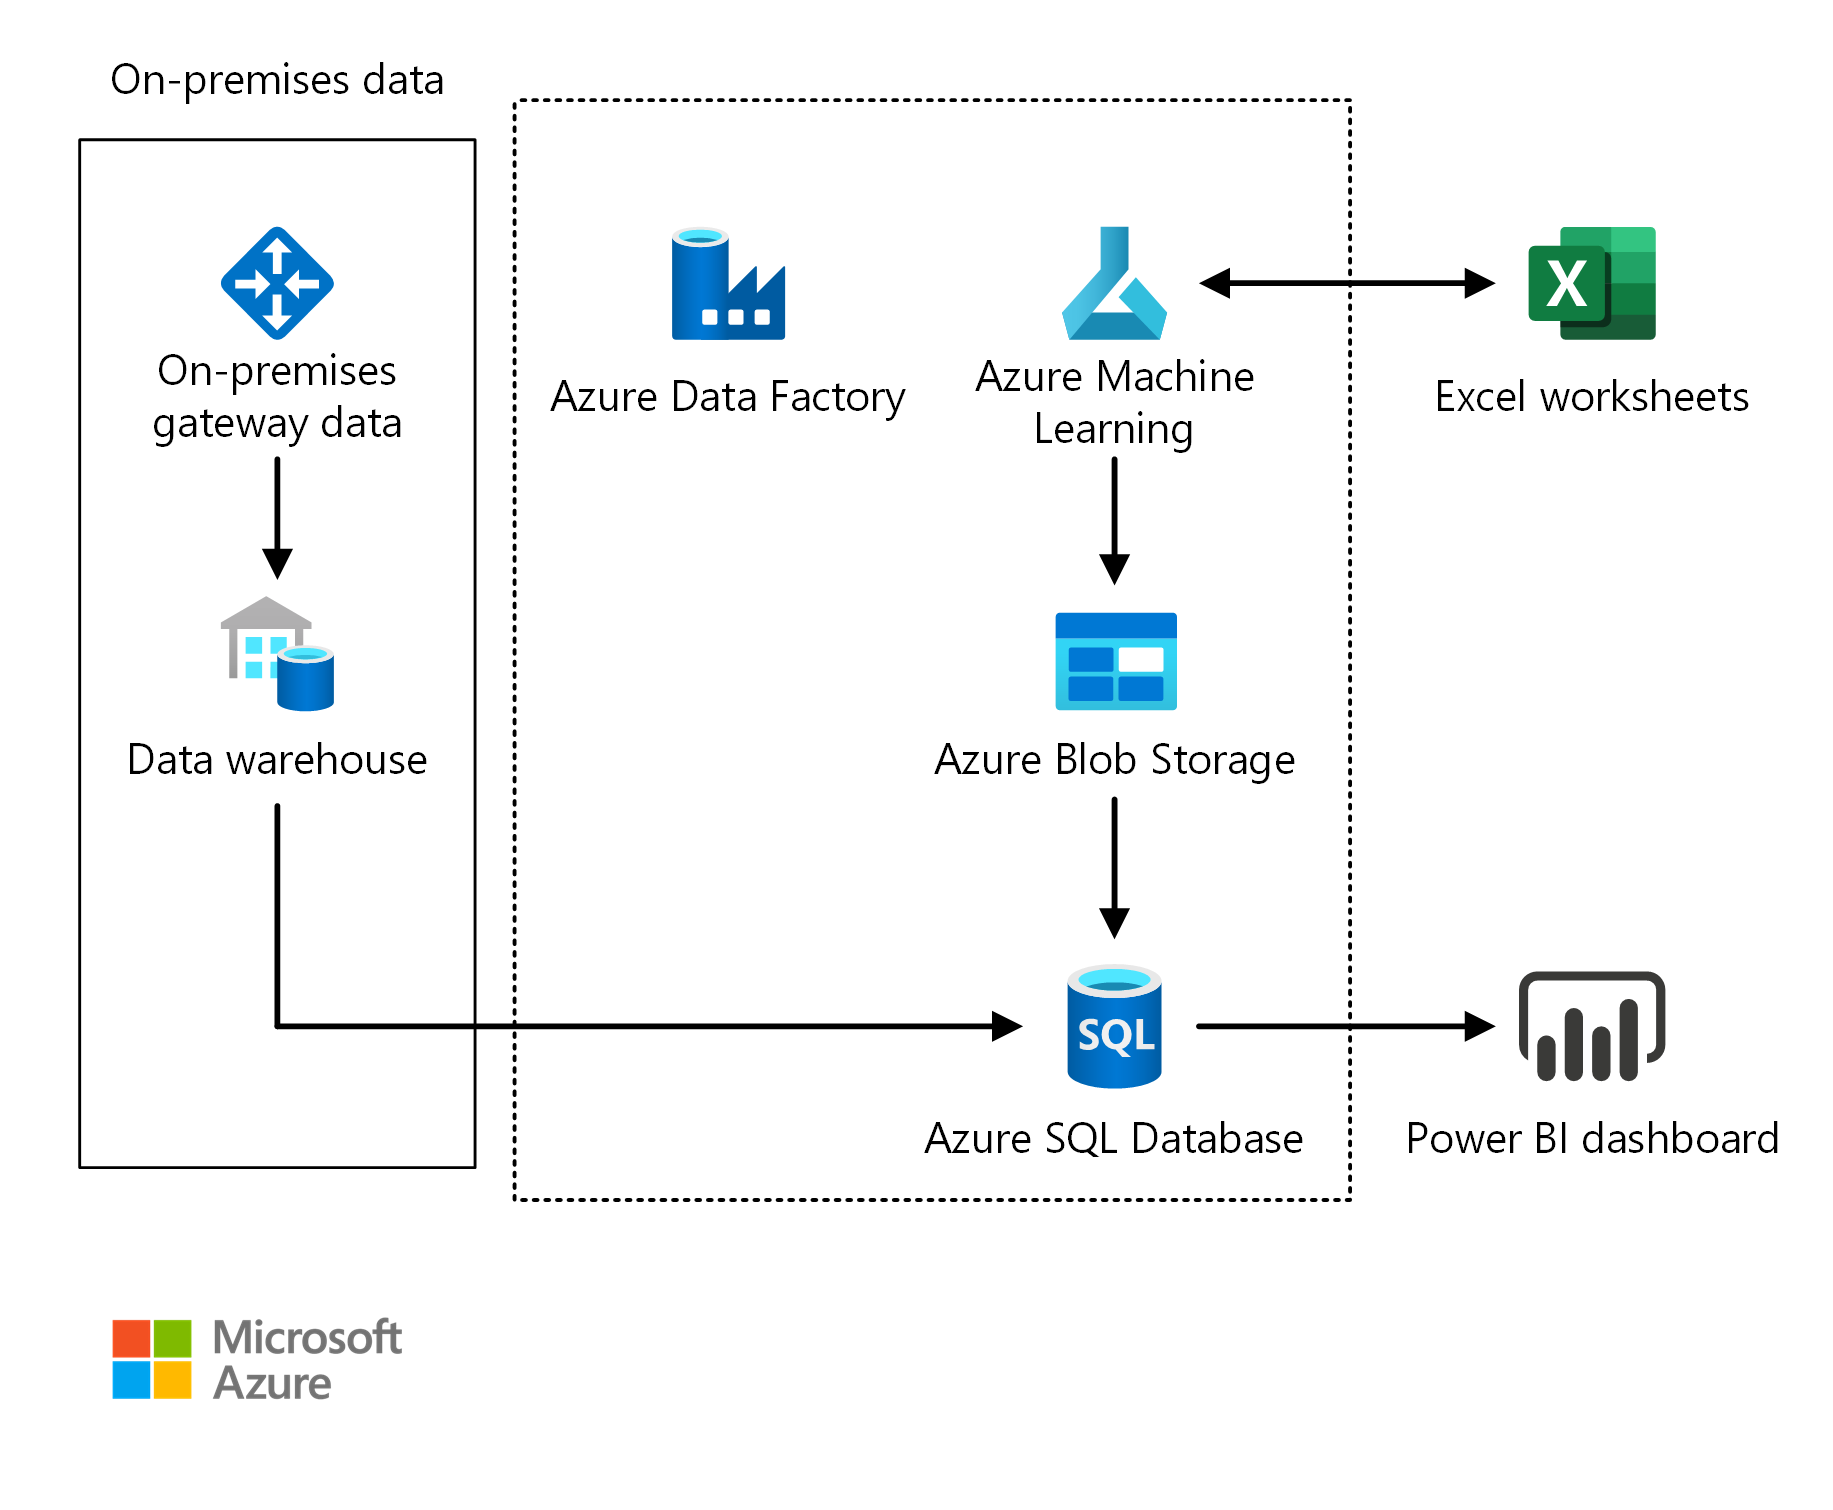 On-premises data
On-premises
gateway data
Azure Data Factory
Azure Machine
Learning
X
Excel worksheets
Data warehouse
Azure Blob Storage
SQL
Azure SQL Database
Power BI dashboard
Microsoft
Azure